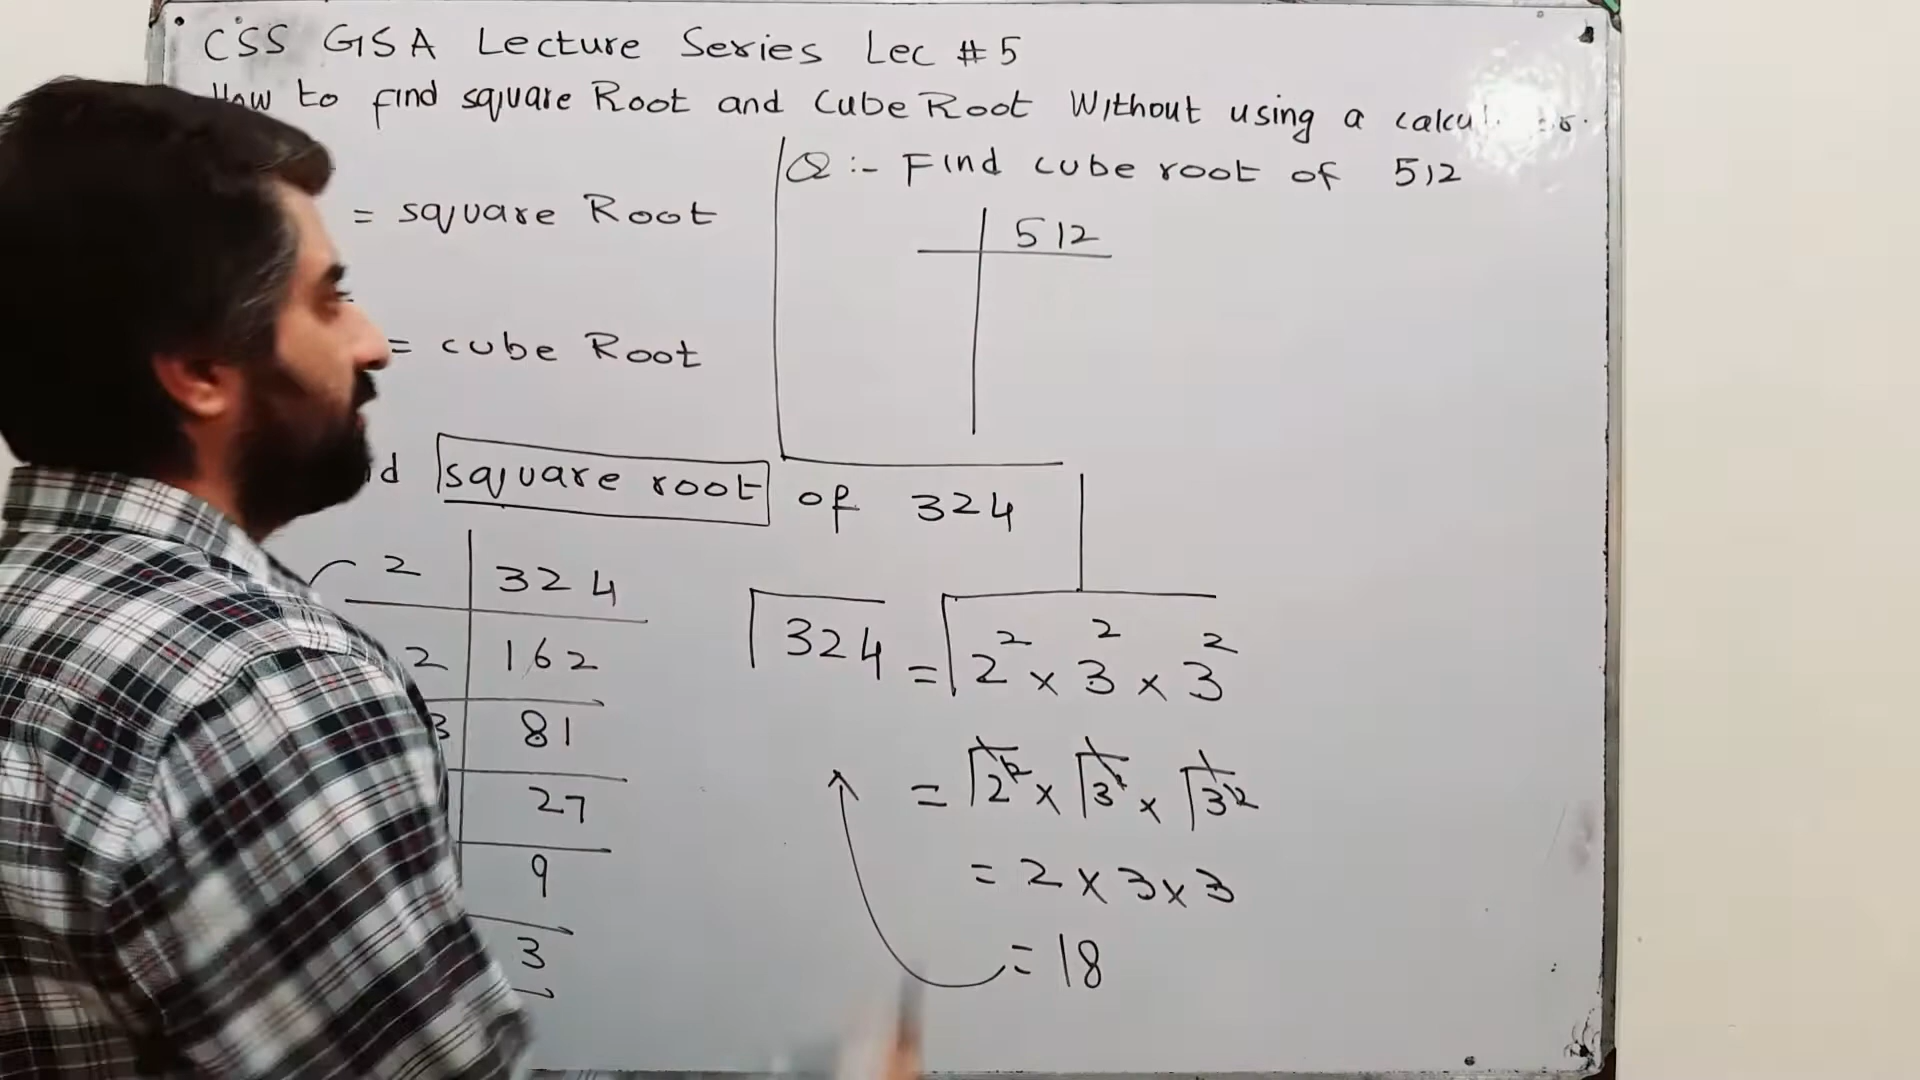 CSS GSA Lecture Series Lec # 5
How to find square Root and Cube Root Without using a
= square Root
= cube Root
Q :- Find cube root of 512
512
square root of 324
2 324
2 162
3 81
27
9
3
√324 = √2² × 3² × 3²
= √2² × √3² × √3²
= 2 × 3 × 3
= 18